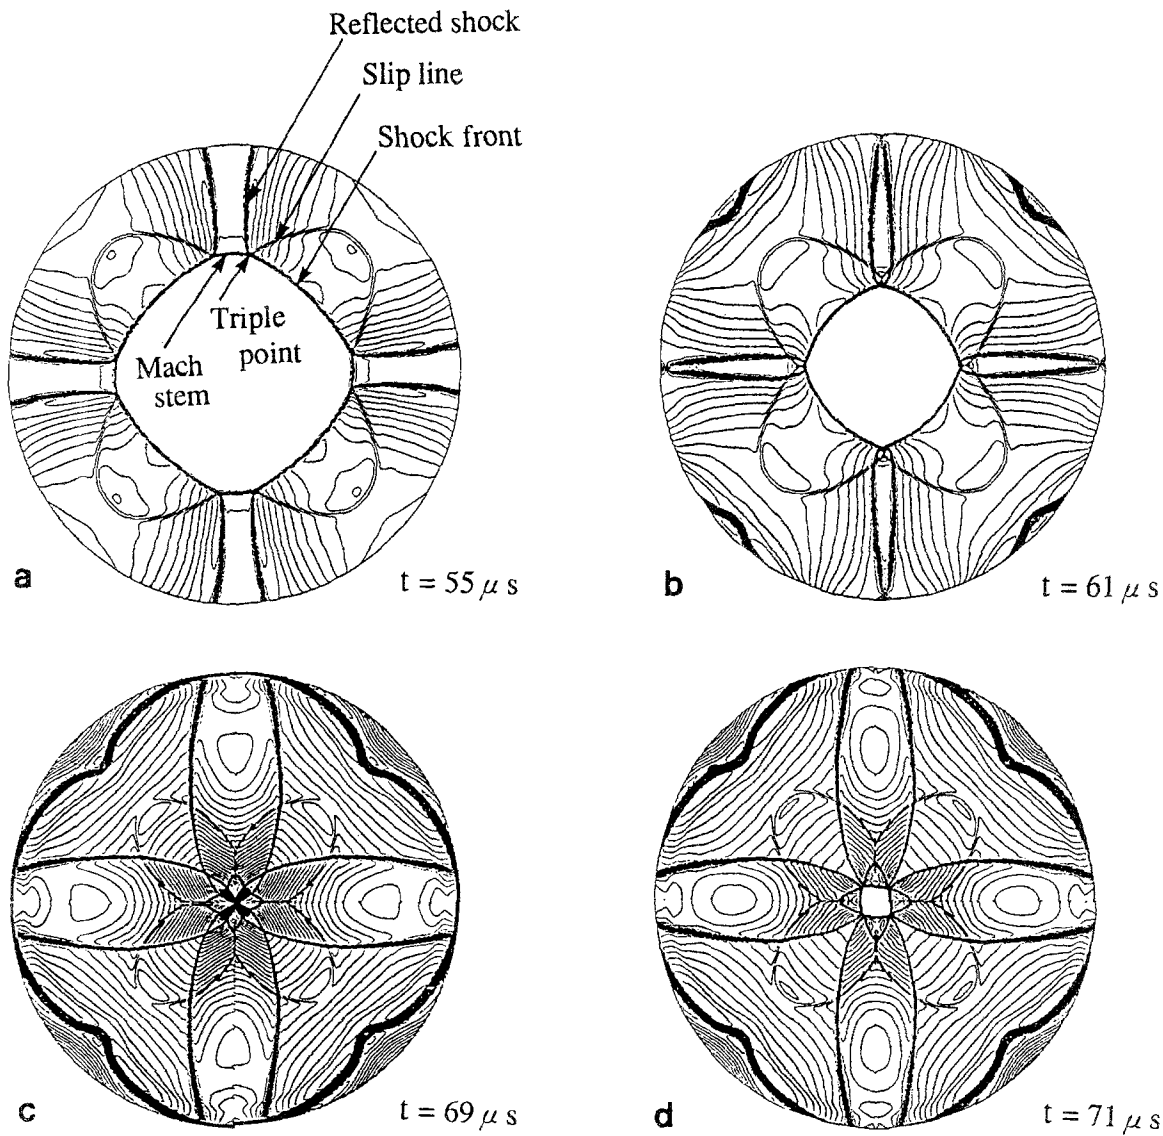 Reflected shock
Slip line
Shock front
Triple
point
Mach
stem
a
t = 55 μ s
b
t = 61 μ s
c
t = 69 μ s
d
t = 71 μ s